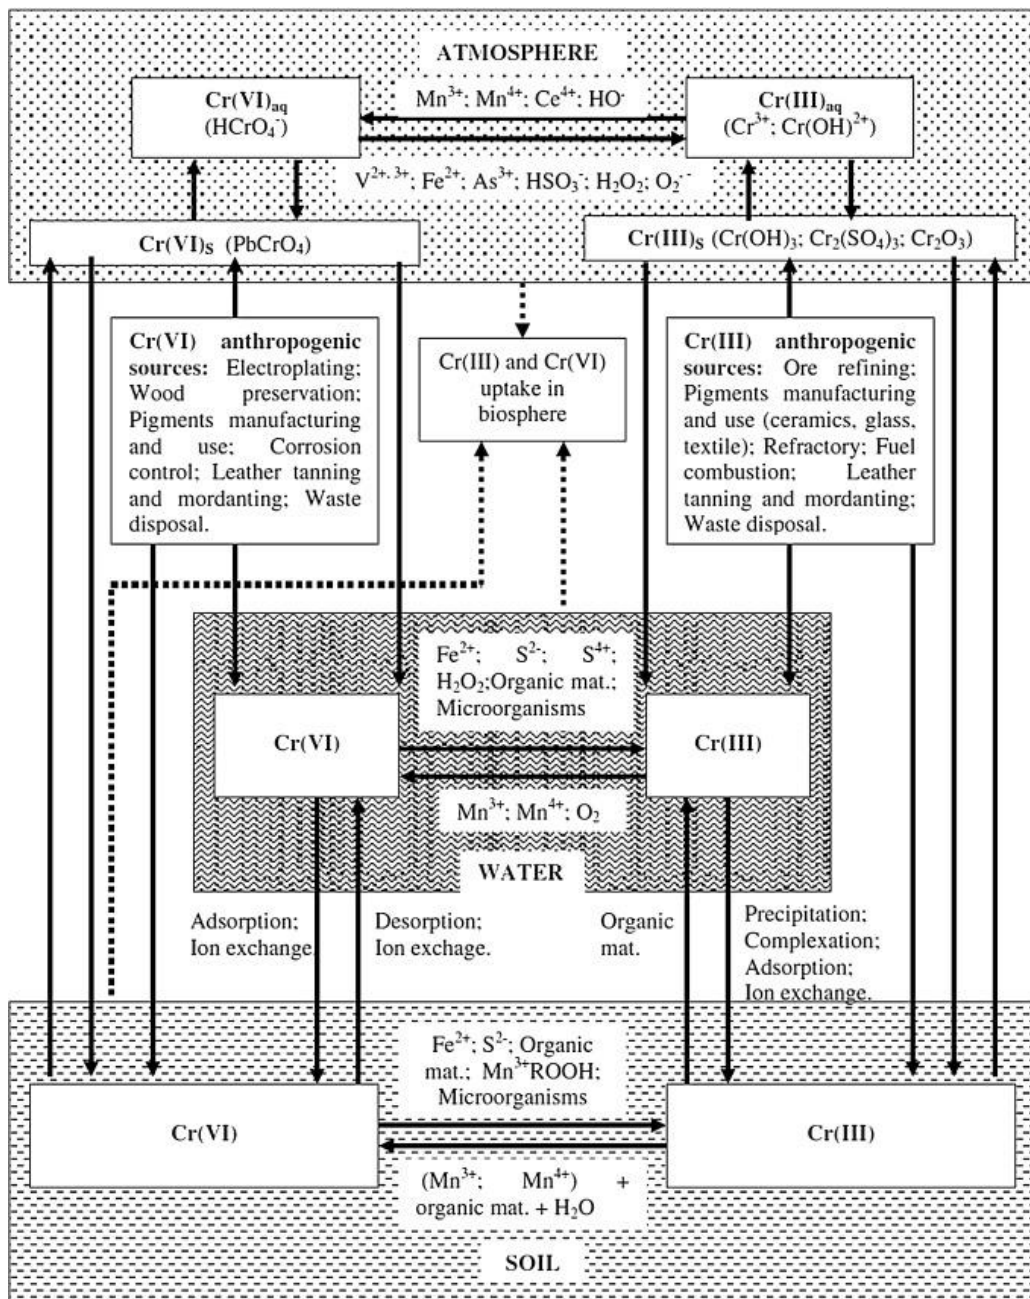 ATMOSPHERE
Cr(VI)aq
(HCrO₄⁻)
Mn³⁺; Mn⁴⁺; Ce⁴⁺; HO·
Cr(III)aq
(Cr³⁺; Cr(OH)²⁺)
V²⁺·³⁺; Fe²⁺; As³⁺; HSO₃⁻; H₂O₂; O₂·⁻
Cr(VI)S (PbCrO₄)
Cr(III)S (Cr(OH)₃; Cr₂(SO₄)₃; Cr₂O₃)
Cr(VI) anthropogenic
sources: Electroplating;
Wood preservation;
Pigments manufacturing
and use; Corrosion
control; Leather tanning
and mordanting; Waste
disposal.
Cr(III) and Cr(VI)
uptake in
biosphere
Cr(III) anthropogenic
sources: Ore refining;
Pigments manufacturing
and use (ceramics, glass,
textile); Refractory; Fuel
combustion; Leather
tanning and mordanting;
Waste disposal.
Fe²⁺; S²⁻; S⁴⁺;
H₂O₂;Organic mat.;
Microorganisms
Cr(VI)
Cr(III)
Mn³⁺; Mn⁴⁺; O₂
WATER
Adsorption;
Ion exchange.
Desorption;
Ion exchage.
Organic
mat.
Precipitation;
Complexation;
Adsorption;
Ion exchange.
Fe²⁺; S²⁻; Organic
mat.; Mn³⁺ROOH;
Microorganisms
Cr(VI)
Cr(III)
(Mn³⁺; Mn⁴⁺) +
organic mat. + H₂O
SOIL